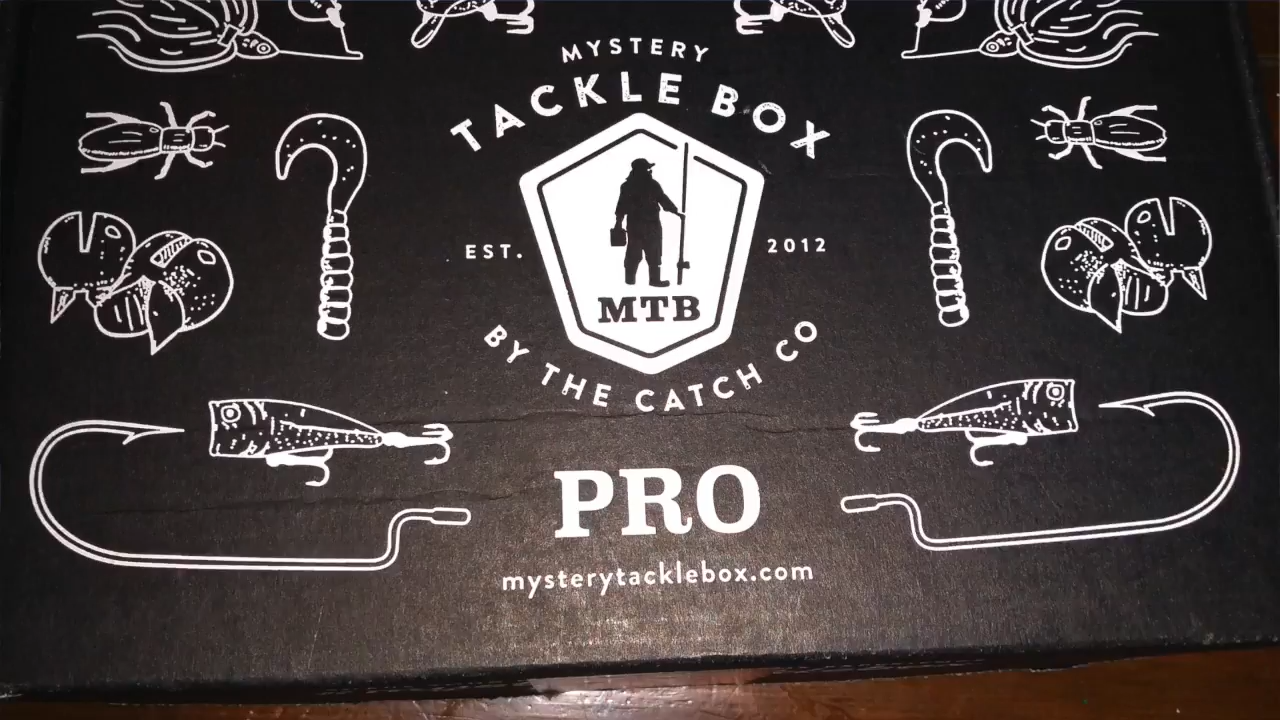 MYSTERY
TACKLE BOX
EST. 2012
MTB
BY THE CATCH CO
PRO
mysterytacklebox.com